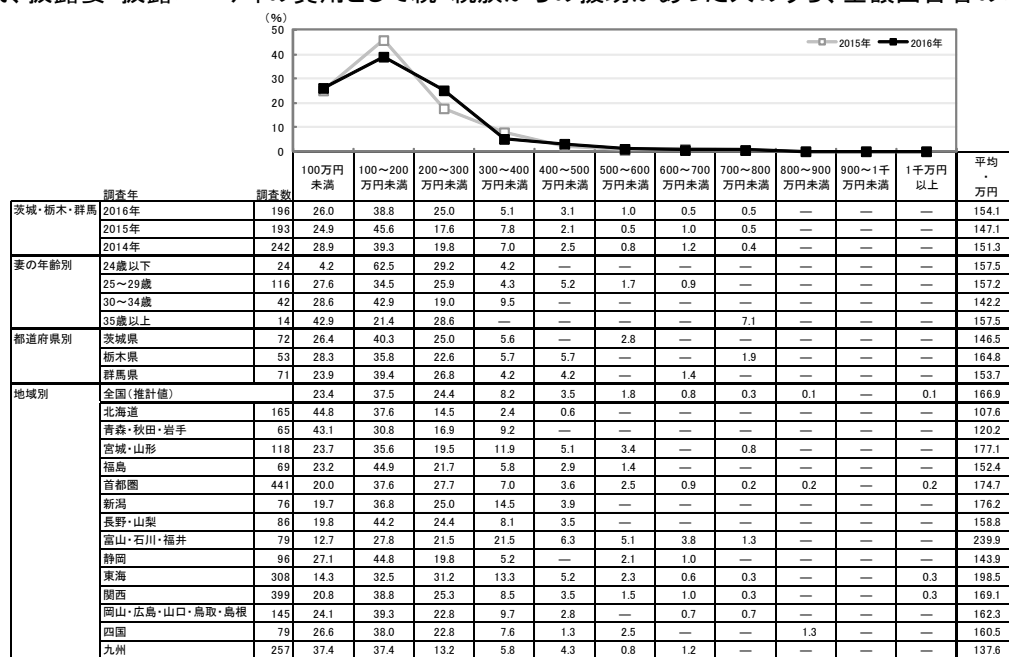 (%)
50
40
30
20
10
0
2015年 2016年
調査年 調査数 100万円未満 100～200万円未満 200～300万円未満 300～400万円未満 400～500万円未満 500～600万円未満 600～700万円未満 700～800万円未満 800～900万円未満 900～1千万円未満 1千万円以上 平均・万円
茨城・栃木・群馬 2016年 196 26.0 38.8 25.0 5.1 3.1 1.0 0.5 0.5 — — — 154.1
2015年 193 24.9 45.6 17.6 7.8 2.1 0.5 1.0 0.5 — — — 147.1
2014年 242 28.9 39.3 19.8 7.0 2.5 0.8 1.2 0.4 — — — 151.3
妻の年齢別 24歳以下 24 4.2 62.5 29.2 4.2 — — — — — — — 157.5
25～29歳 116 27.6 34.5 25.9 4.3 5.2 1.7 0.9 — — — — 157.2
30～34歳 42 28.6 42.9 19.0 9.5 — — — — — — — 142.2
35歳以上 14 42.9 21.4 28.6 — — — — 7.1 — — — 157.5
都道府県別 茨城県 72 26.4 40.3 25.0 5.6 — 2.8 — — — — — 146.5
栃木県 53 28.3 35.8 22.6 5.7 5.7 — — 1.9 — — — 164.8
群馬県 71 23.9 39.4 26.8 4.2 4.2 — 1.4 — — — — 153.7
地域別 全国(推計値) 23.4 37.5 24.4 8.2 3.5 1.8 0.8 0.3 0.1 — 0.1 166.9
北海道 165 44.8 37.6 14.5 2.4 0.6 — — — — — — 107.6
青森・秋田・岩手 65 43.1 30.8 16.9 9.2 — — — — — — — 120.2
宮城・山形 118 23.7 35.6 19.5 11.9 5.1 3.4 — 0.8 — — — 177.1
福島 69 23.2 44.9 21.7 5.8 2.9 1.4 — — — — — 152.4
首都圏 441 20.0 37.6 27.7 7.0 3.6 2.5 0.9 0.2 0.2 — 0.2 174.7
新潟 76 19.7 36.8 25.0 14.5 3.9 — — — — — — 176.2
長野・山梨 86 19.8 44.2 24.4 8.1 3.5 — — — — — — 158.8
富山・石川・福井 79 12.7 27.8 21.5 21.5 6.3 5.1 3.8 1.3 — — — 239.9
静岡 96 27.1 44.8 19.8 5.2 — 2.1 1.0 — — — — 143.9
東海 308 14.3 32.5 31.2 13.3 5.2 2.3 0.6 0.3 — — 0.3 198.5
関西 399 20.8 38.8 25.3 8.5 3.5 1.5 1.0 0.3 — — 0.3 169.1
岡山・広島・山口・鳥取・島根 145 24.1 39.3 22.8 9.7 2.8 — 0.7 0.7 — — — 162.3
四国 79 26.6 38.0 22.8 7.6 1.3 2.5 — — 1.3 — — 160.5
九州 257 37.4 37.4 13.2 5.8 4.3 0.8 1.2 — — — — 137.6